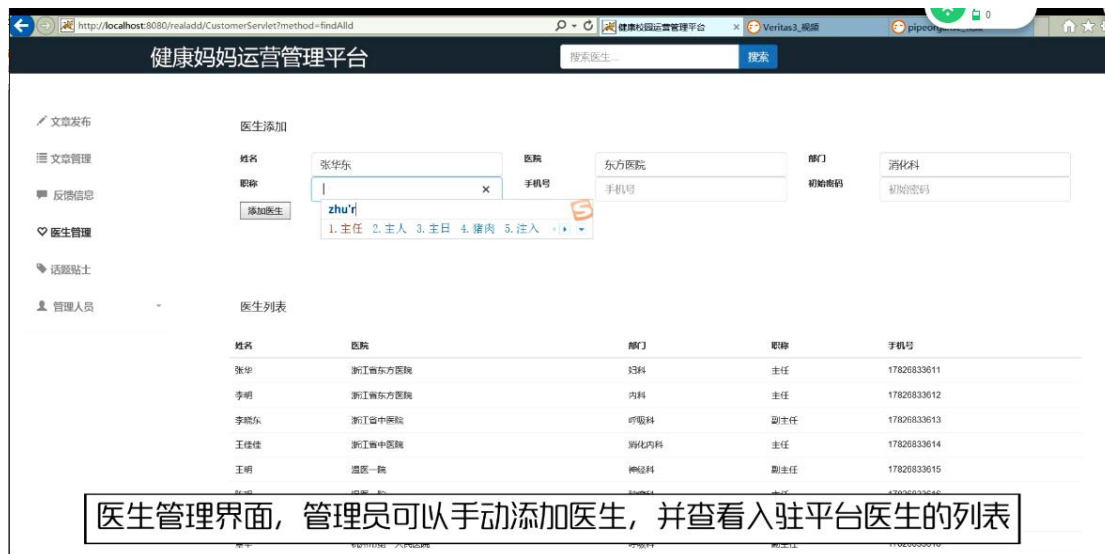 http://localhost:8080/realadd/CustomerServlet?method=findAlld
健康校园运营管理平台
Veritas3_视频
0
健康妈妈运营管理平台
搜索医生...
搜索
文章发布
文章管理
反馈信息
医生管理
话题贴士
管理人员
医生添加
姓名 张华东 医院 东方医院 部门 消化科
职称 手机号 手机号 初始密码 初始密码
添加医生
zhu'r
1.主任 2.主人 3.主日 4.猪肉 5.注入
医生列表
姓名 医院 部门 职称 手机号
张华 浙江省东方医院 妇科 主任 17826833611
李明 浙江省东方医院 内科 主任 17826833612
李晓东 浙江省中医院 呼吸科 副主任 17826833613
王佳佳 浙江省中医院 消化内科 主任 17826833614
王明 温医一院 神经科 副主任 17826833615
医生管理界面，管理员可以手动添加医生，并查看入驻平台医生的列表